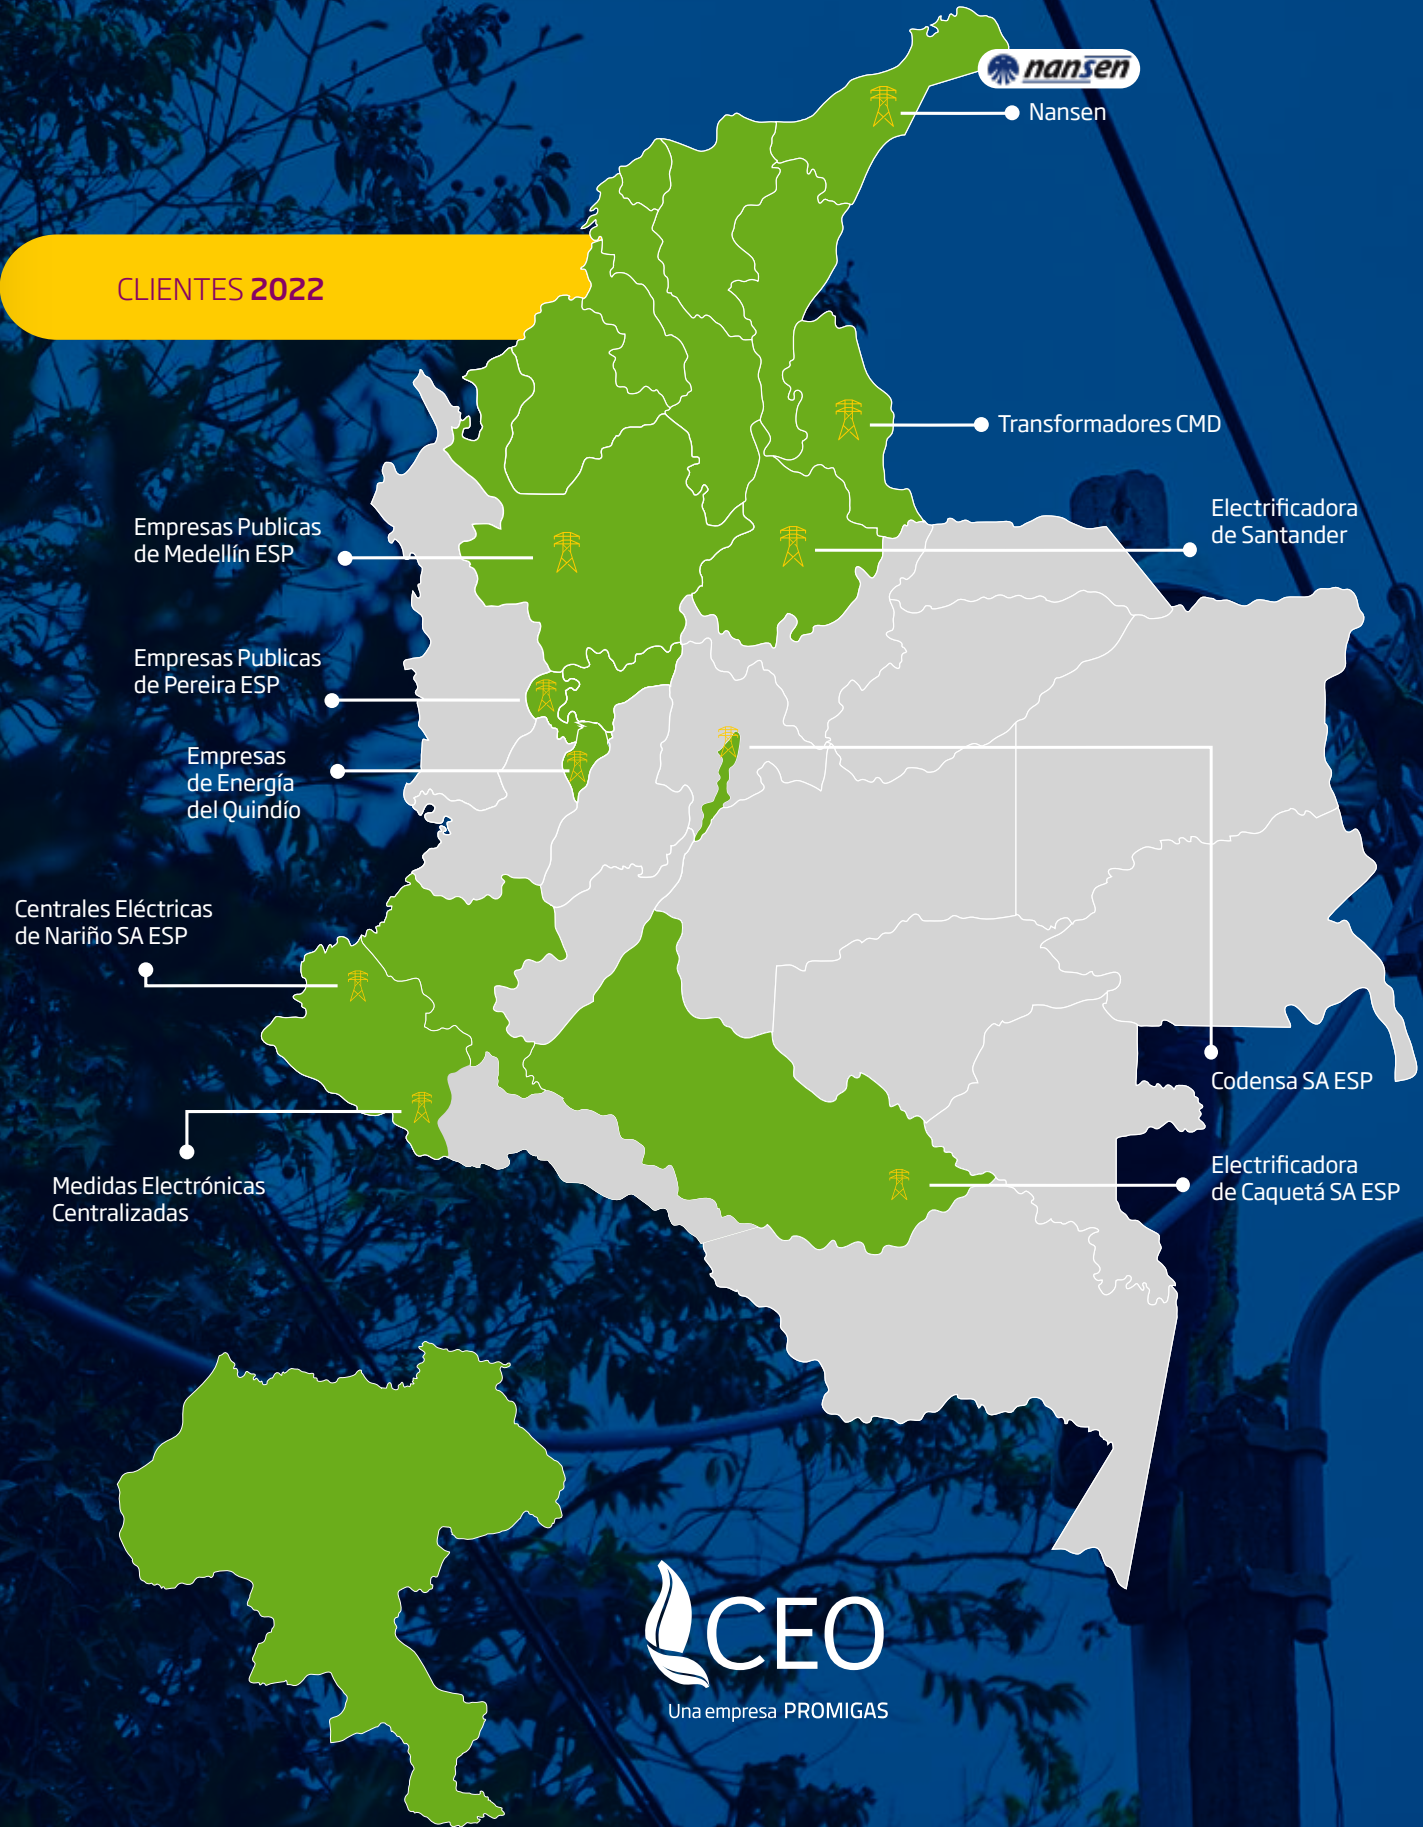 nansen
Nansen
CLIENTES 2022
Transformadores CMD
Electrificadora
de Santander
Empresas Publicas
de Medellín ESP
Empresas Publicas
de Pereira ESP
Empresas
de Energía
del Quindío
Centrales Eléctricas
de Nariño SA ESP
Codensa SA ESP
Electrificadora
de Caquetá SA ESP
Medidas Electrónicas
Centralizadas
CEO
Una empresa PROMIGAS